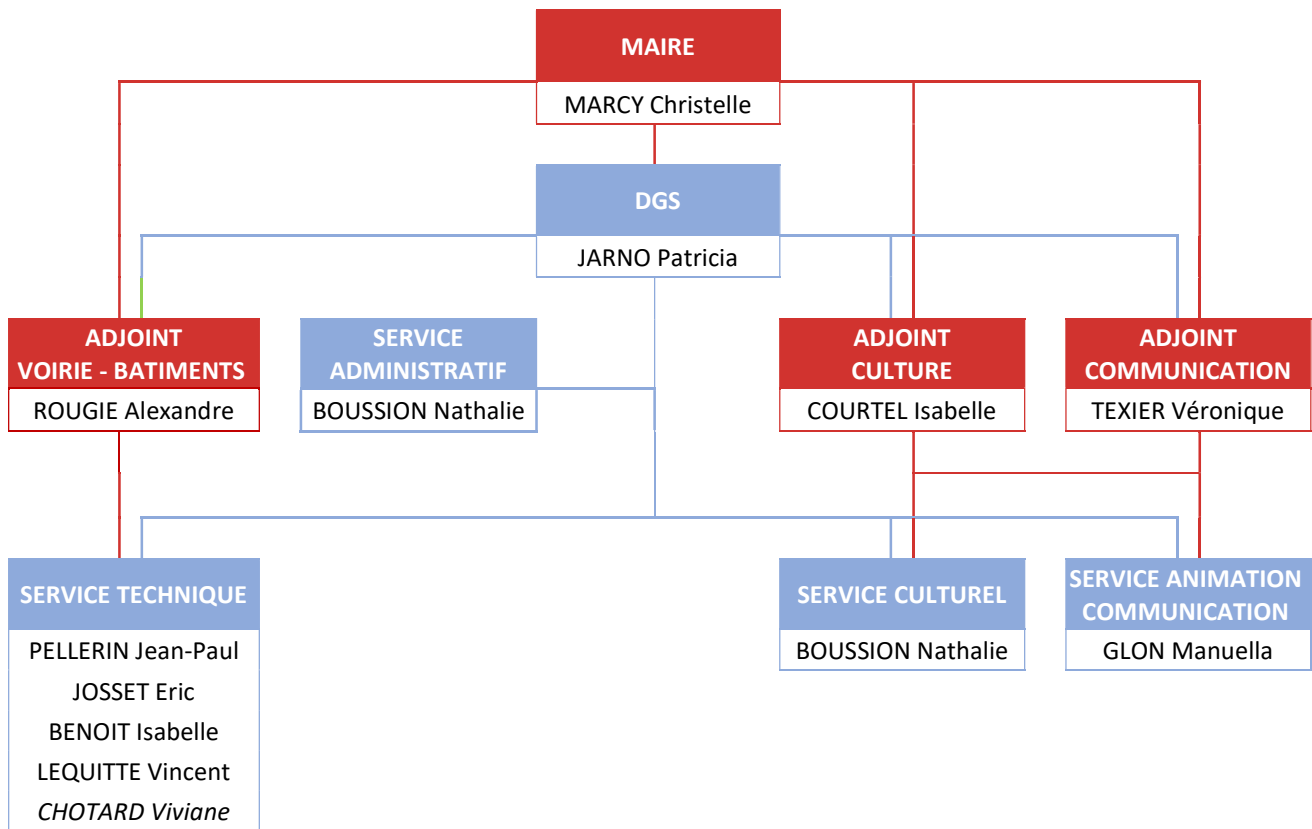 MAIRE
MARCY Christelle
DGS
JARNO Patricia
ADJOINT
VOIRIE - BATIMENTS
ROUGIE Alexandre
SERVICE
ADMINISTRATIF
BOUSSION Nathalie
ADJOINT
CULTURE
COURTEL Isabelle
ADJOINT
COMMUNICATION
TEXIER Véronique
SERVICE TECHNIQUE
PELLERIN Jean-Paul
JOSSET Eric
BENOIT Isabelle
LEQUITTE Vincent
CHOTARD Viviane
SERVICE CULTUREL
BOUSSION Nathalie
SERVICE ANIMATION
COMMUNICATION
GLON Manuella